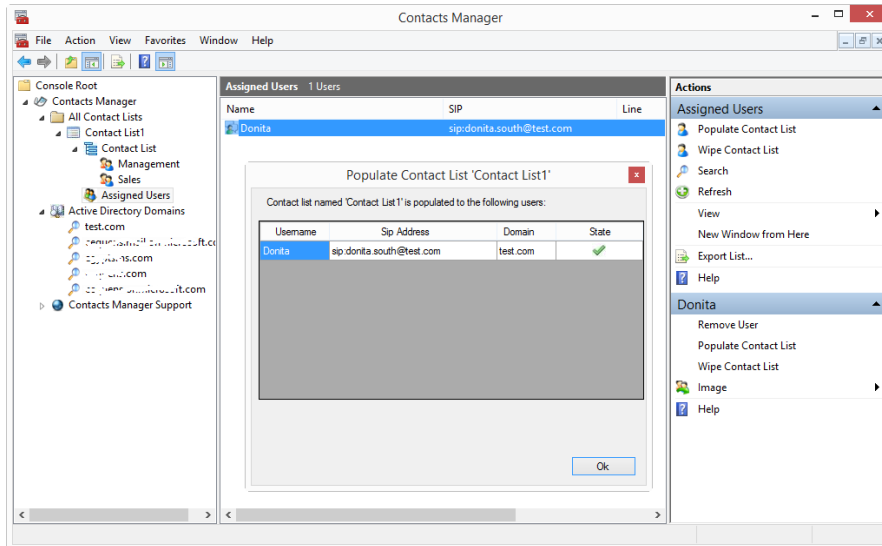 Contacts Manager
File Action View Favorites Window Help
Console Root
Contacts Manager
All Contact Lists
Contact List1
Contact List
Management
Sales
Assigned Users
Active Directory Domains
test.com
Contacts Manager Support
Assigned Users 1 Users
Name SIP Line
Donita sip:donita.south@test.com
Populate Contact List 'Contact List1'
Contact list named 'Contact List1' is populated to the following users:
Username Sip Address Domain State
Donita sip:donita.south@test.com test.com
Ok
Actions
Assigned Users
Populate Contact List
Wipe Contact List
Search
Refresh
View
New Window from Here
Export List...
Help
Donita
Remove User
Populate Contact List
Wipe Contact List
Image
Help